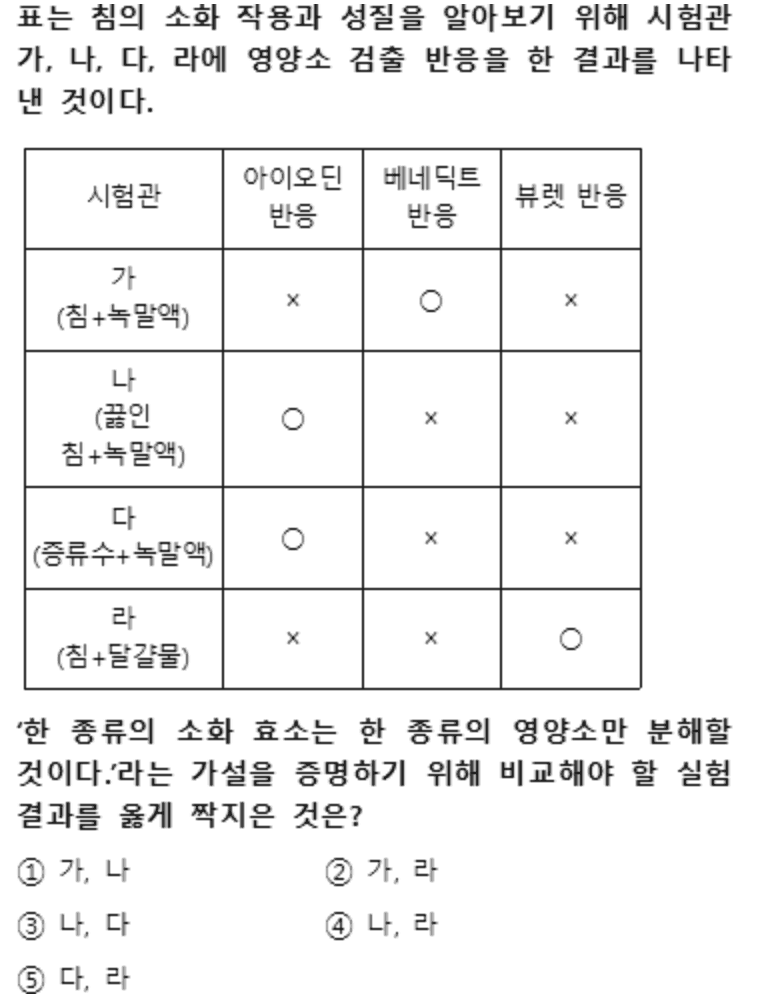 표는 침의 소화 작용과 성질을 알아보기 위해 시험관
가, 나, 다, 라에 영양소 검출 반응을 한 결과를 나타
낸 것이다.
시험관 아이오딘 반응 베네딕트 반응 뷰렛 반응
가
(침+녹말액) × ○ ×
나
(끓인
침+녹말액) ○ × ×
다
(증류수+녹말액) ○ × ×
라
(침+달걀물) × × ○
‘한 종류의 소화 효소는 한 종류의 영양소만 분해할
것이다.’라는 가설을 증명하기 위해 비교해야 할 실험
결과를 옳게 짝지은 것은?
① 가, 나 ② 가, 라
③ 나, 다 ④ 나, 라
⑤ 다, 라